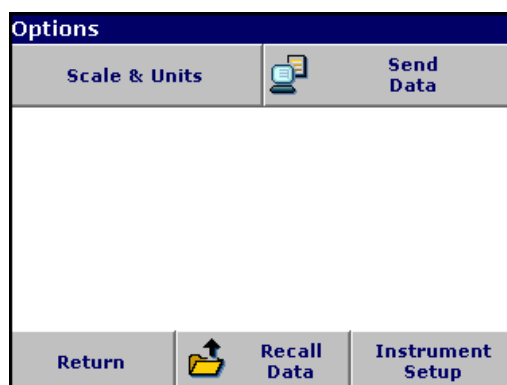 Options
Scale & Units
Send
Data
Return
Recall
Data
Instrument
Setup